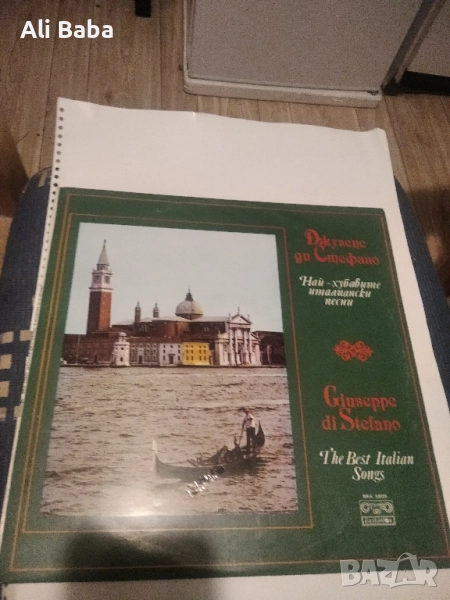 Ali Baba
Джузепе
ди Стефано
Най-хубавите
италиански
песни
Giuseppe
di Stefano
The Best Italian
Songs
BAZAR